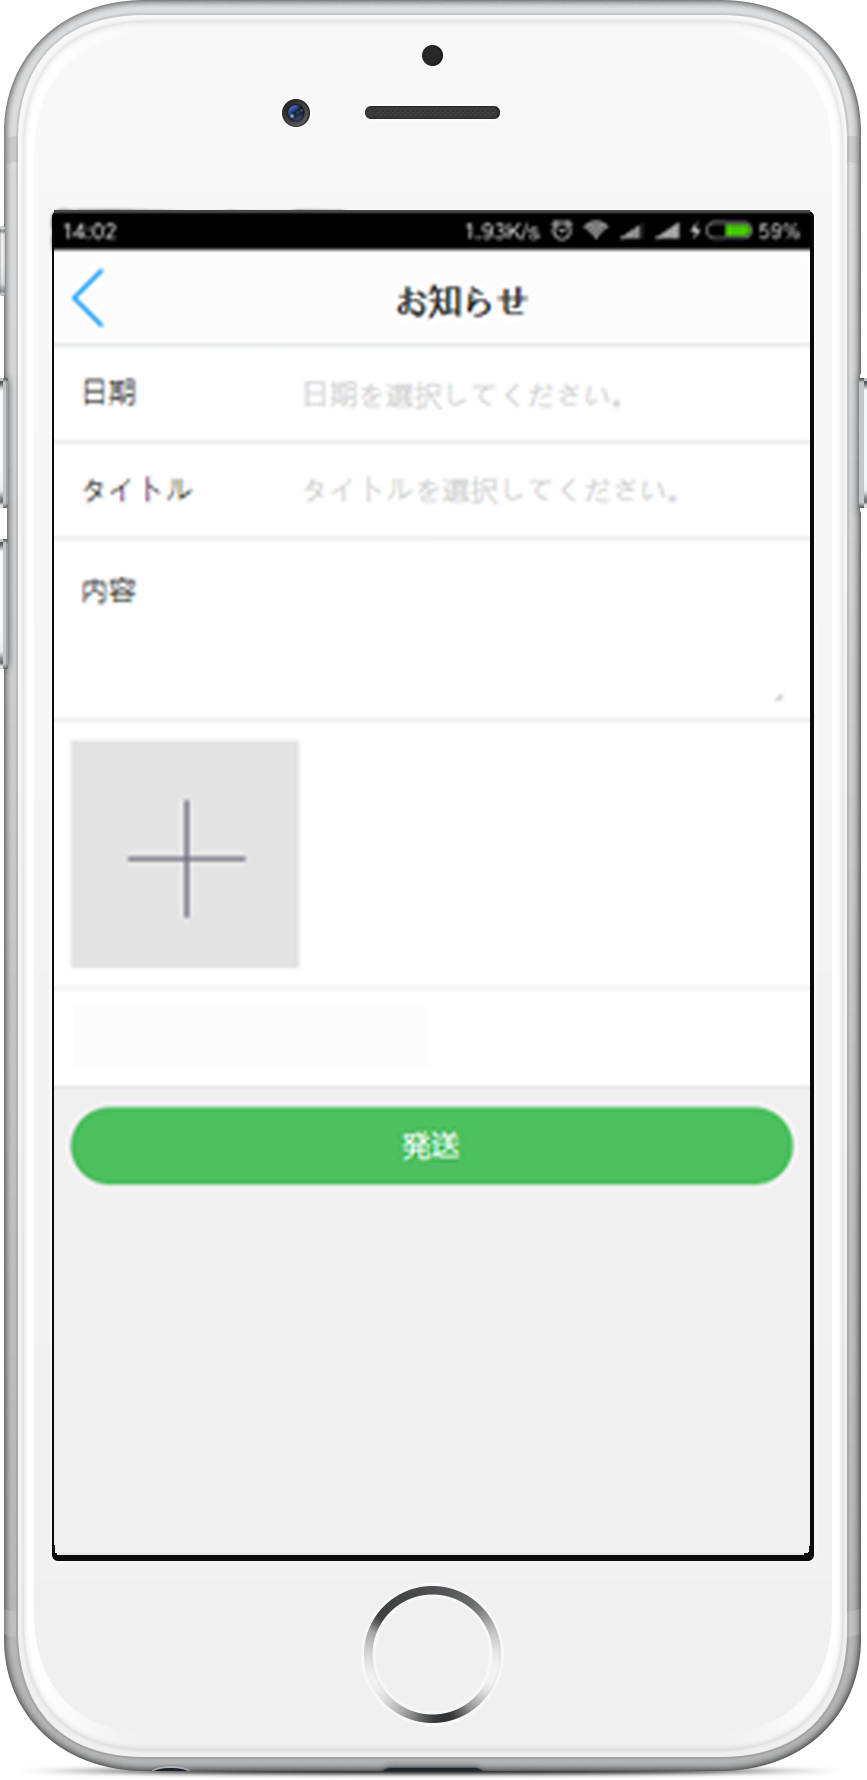 14:02 1.93K/s 59%
お知らせ
日期 日期を選択してください。
タイトル タイトルを選択してください。
内容
発送